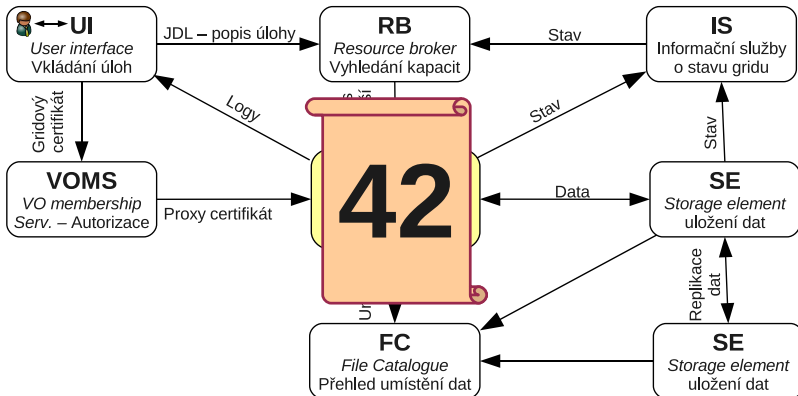 UI
User interface
Vkládání úloh
JDL – popis úlohy
RB
Resource broker
Vyhledání kapacit
Stav
IS
Informační služby
o stavu gridu
Gridový
certifikát
Logy
Stav
Stav
VOMS
VO membership
Serv. – Autorizace
Proxy certifikát
42
Data
SE
Storage element
uložení dat
Replikace
dat
FC
File Catalogue
Přehled umístění dat
SE
Storage element
uložení dat